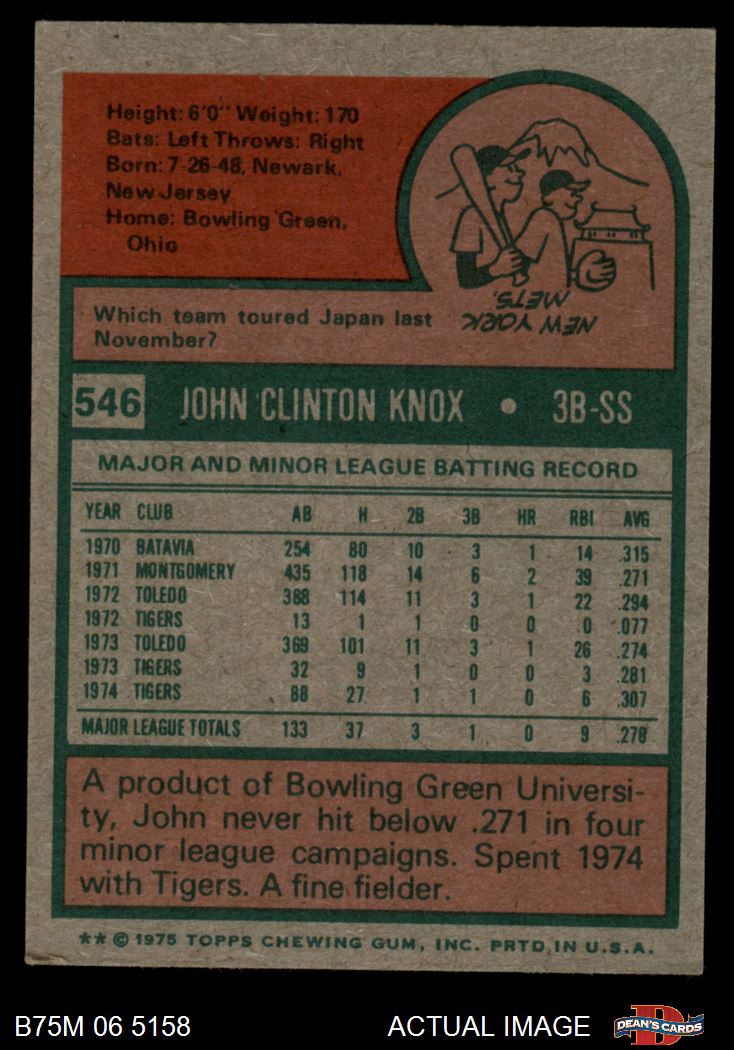 Height: 6'0" Weight: 170
Bats: Left Throws: Right
Born: 7-26-48, Newark,
New Jersey
Home: Bowling Green,
Ohio
Which team toured Japan last
November?
NEW YORK
METS.
546 JOHN CLINTON KNOX • 3B-SS
MAJOR AND MINOR LEAGUE BATTING RECORD
YEAR CLUB AB H 2B 3B HR RBI AVG
1970 BATAVIA 254 80 10 3 1 14 .315
1971 MONTGOMERY 435 118 14 6 2 39 .271
1972 TOLEDO 388 114 11 3 1 22 .294
1972 TIGERS 13 1 1 0 0 0 .077
1973 TOLEDO 369 101 11 3 1 26 .274
1973 TIGERS 32 9 1 0 0 3 .281
1974 TIGERS 88 27 1 1 0 6 .307
MAJOR LEAGUE TOTALS 133 37 3 1 0 9 .278
A product of Bowling Green Universi-
ty, John never hit below .271 in four
minor league campaigns. Spent 1974
with Tigers. A fine fielder.
** © 1975 TOPPS CHEWING GUM, INC. PRTD. IN U.S.A.
B75M 06 5158 ACTUAL IMAGE D DEAN'S CARDS